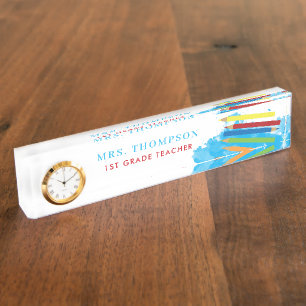 MRS. THOMPSON
1ST GRADE TEACHER